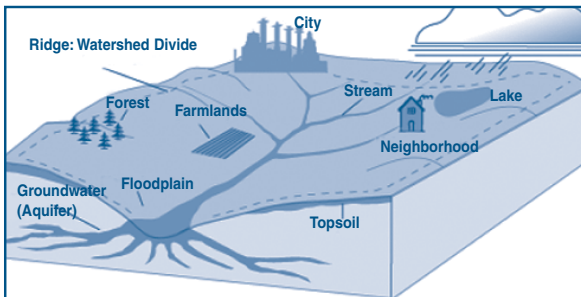 City
Ridge: Watershed Divide
Stream
Lake
Forest
Farmlands
Neighborhood
Floodplain
Groundwater
(Aquifer)
Topsoil